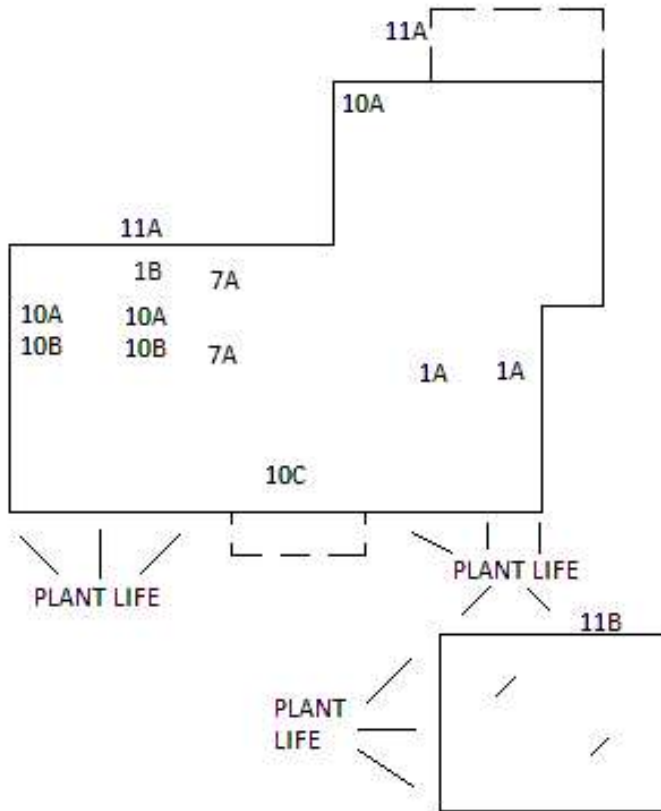 11A
10A
11A
1B 7A
10A 10A
10B 10B 7A
1A 1A
10C
PLANT LIFE PLANT LIFE
11B
PLANT
LIFE